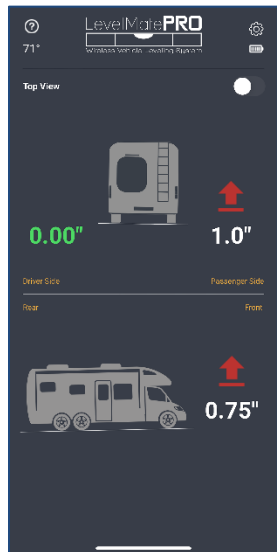 LevelMatePRO
71°
Wireless Vehicle Leveling System
Top View
0.00"
1.0"
Driver Side
Passenger Side
Rear
Front
0.75"